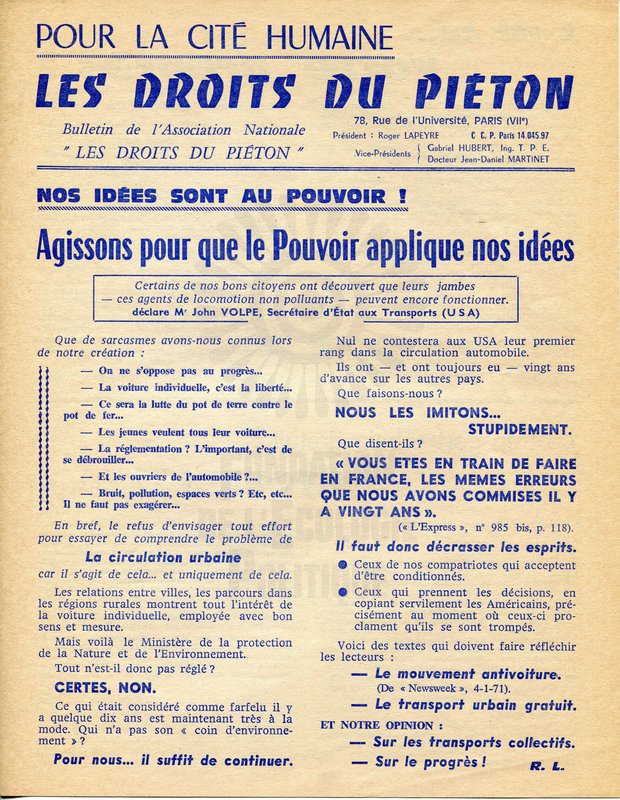 POUR LA CITÉ HUMAINE
LES DROITS DU PIÉTON
Bulletin de l'Association Nationale
" LES DROITS DU PIÉTON "
78, Rue de l'Université, PARIS (VIIe)
Président : Roger LAPEYRE C C. P. Paris 14.045.97
Vice-Présidents { Gabriel HUBERT, Ing. T. P. E.
Docteur Jean-Daniel MARTINET
NOS IDÉES SONT AU POUVOIR !
Agissons pour que le Pouvoir applique nos idées
Certains de nos bons citoyens ont découvert que leurs jambes
— ces agents de locomotion non polluants — peuvent encore fonctionner.
déclare Mr John VOLPE, Secrétaire d'État aux Transports (USA)
Que de sarcasmes avons-nous connus lors
de notre création :
— On ne s'oppose pas au progrès...
— La voiture individuelle, c'est la liberté...
— Ce sera la lutte du pot de terre contre le
pot de fer...
— Les jeunes veulent tous leur voiture...
— La réglementation ? L'important, c'est de
se débrouiller...
— Et les ouvriers de l'automobile ?...
— Bruit, pollution, espaces verts ? Etc, etc...
Il ne faut pas exagérer...
En bref, le refus d'envisager tout effort
pour essayer de comprendre le problème de
La circulation urbaine
car il s'agit de cela... et uniquement de cela.
Les relations entre villes, les parcours dans
les régions rurales montrent tout l'intérêt de
la voiture individuelle, employée avec bon
sens et mesure.
Mais voilà le Ministère de la protection
de la Nature et de l'Environnement.
Tout n'est-il donc pas réglé ?
CERTES, NON.
Ce qui était considéré comme farfelu il y
a quelque dix ans est maintenant très à la
mode. Qui n'a pas son « coin d'environne-
ment » ?
Pour nous... il suffit de continuer.
Nul ne contestera aux USA leur premier
rang dans la circulation automobile.
Ils ont — et ont toujours eu — vingt ans
d'avance sur les autres pays.
Que faisons-nous ?
NOUS LES IMITONS...
STUPIDEMENT.
Que disent-ils ?
« VOUS ETES EN TRAIN DE FAIRE
EN FRANCE, LES MEMES ERREURS
QUE NOUS AVONS COMMISES IL Y
A VINGT ANS ».
(« L'Express », n° 985 bis, p. 118).
Il faut donc décrasser les esprits.
● Ceux de nos compatriotes qui acceptent
d'être conditionnés.
● Ceux qui prennent les décisions, en
copiant servilement les Américains, pré-
cisément au moment où ceux-ci pro-
clament qu'ils se sont trompés.
Voici des textes qui doivent faire réfléchir
les lecteurs :
— Le mouvement antivoiture.
(De « Newsweek », 4-1-71).
— Le transport urbain gratuit.
ET NOTRE OPINION :
— Sur les transports collectifs.
— Sur le progrès !
R. L.
FONDATION
DE L'ÉCOLOGIE
POLITIQUE